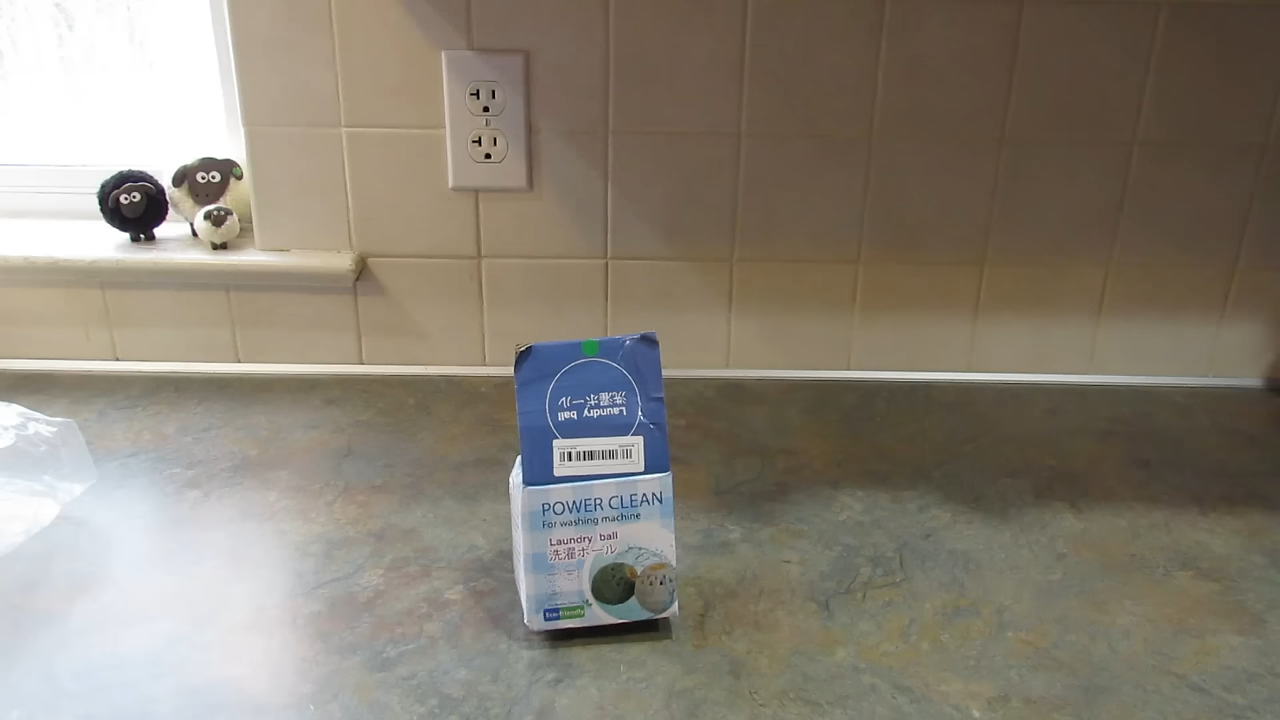 洗濯ボール
Laundry ball
POWER CLEAN
For washing machine
Laundry ball
洗濯ボール
Eco-friendly